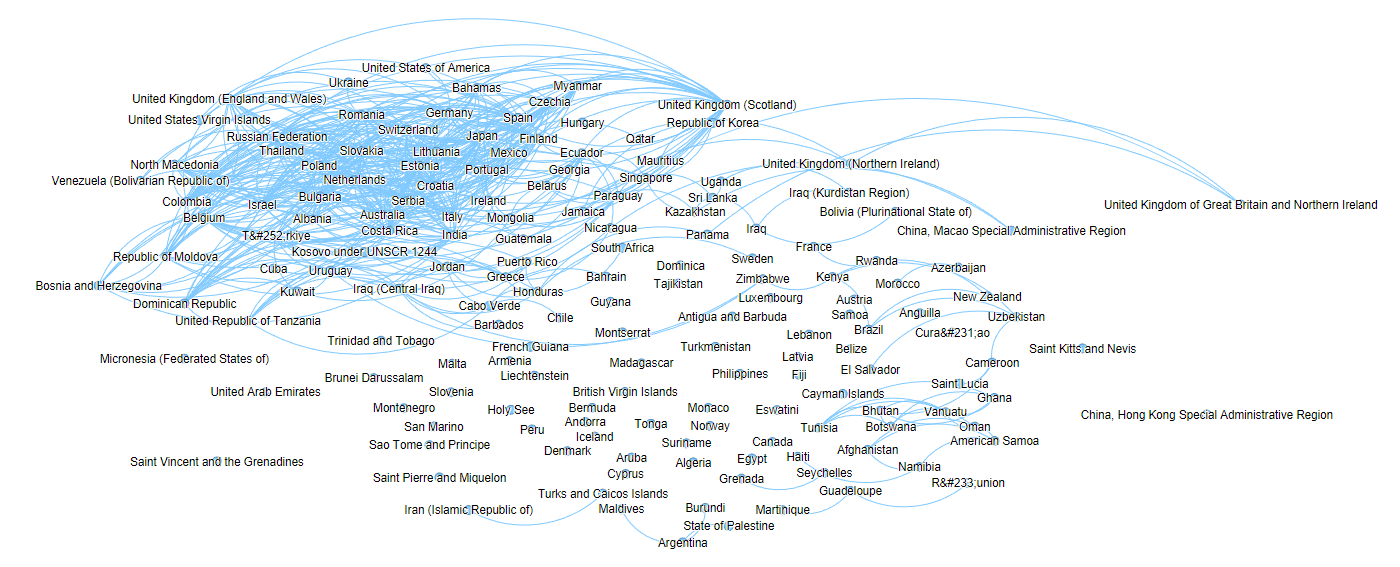 United States of America
Ukraine
Bahamas
Myanmar
United Kingdom (England and Wales)
Czechia
United Kingdom (Scotland)
United States Virgin Islands
Romania
Germany
Spain
Hungary
Republic of Korea
Russian Federation
Switzerland
Japan
Finland
Qatar
Thailand
Slovakia
Lithuania
Mexico
Ecuador
Mauritius
North Macedonia
Poland
Estonia
Portugal
Georgia
United Kingdom (Northern Ireland)
Venezuela (Bolivarian Republic of)
Netherlands
Croatia
Belarus
Singapore
Uganda
Colombia
Israel
Bulgaria
Serbia
Ireland
Paraguay
Sri Lanka
Iraq (Kurdistan Region)
United Kingdom of Great Britain and Northern Ireland
Belgium
Albania
Australia
Italy
Mongolia
Jamaica
Kazakhstan
Bolivia (Plurinational State of)
T&#252;rkiye
Costa Rica
India
Guatemala
Nicaragua
Panama
Iraq
China, Macao Special Administrative Region
Republic of Moldova
Kosovo under UNSCR 1244
South Africa
France
Cuba
Uruguay
Jordan
Puerto Rico
Dominica
Sweden
Rwanda
Azerbaijan
Bosnia and Herzegovina
Kuwait
Iraq (Central Iraq)
Greece
Honduras
Bahrain
Tajikistan
Zimbabwe
Kenya
Morocco
Dominican Republic
Cabo Verde
Guyana
Luxembourg
Austria
New Zealand
United Republic of Tanzania
Barbados
Chile
Antigua and Barbuda
Samoa
Anguilla
Uzbekistan
Trinidad and Tobago
Montserrat
Lebanon
Brazil
Cura&#231;ao
Micronesia (Federated States of)
French Guiana
Turkmenistan
Belize
Saint Kitts and Nevis
Malta
Armenia
Madagascar
Latvia
Cameroon
Brunei Darussalam
Liechtenstein
Philippines
Fiji
El Salvador
United Arab Emirates
Slovenia
British Virgin Islands
Cayman Islands
Saint Lucia
Montenegro
Holy See
Bermuda
Monaco
Eswatini
Bhutan
Vanuatu
Ghana
China, Hong Kong Special Administrative Region
San Marino
Peru
Andorra
Tonga
Norway
Tunisia
Botswana
Oman
Sao Tome and Principe
Iceland
Denmark
Suriname
Canada
Afghanistan
American Samoa
Saint Vincent and the Grenadines
Aruba
Algeria
Egypt
Haiti
Namibia
Saint Pierre and Miquelon
Cyprus
Grenada
Seychelles
R&#233;union
Turks and Caicos Islands
Guadeloupe
Iran (Islamic Republic of)
Maldives
Burundi
Martinique
State of Palestine
Argentina